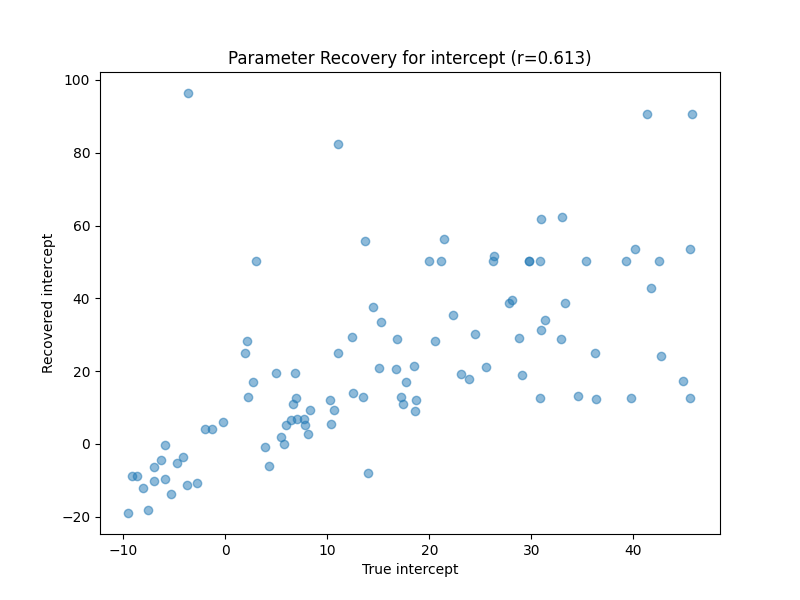 Parameter Recovery for intercept (r=0.613)
100
80
60
40
20
0
−20
Recovered intercept
−10 0 10 20 30 40
True intercept